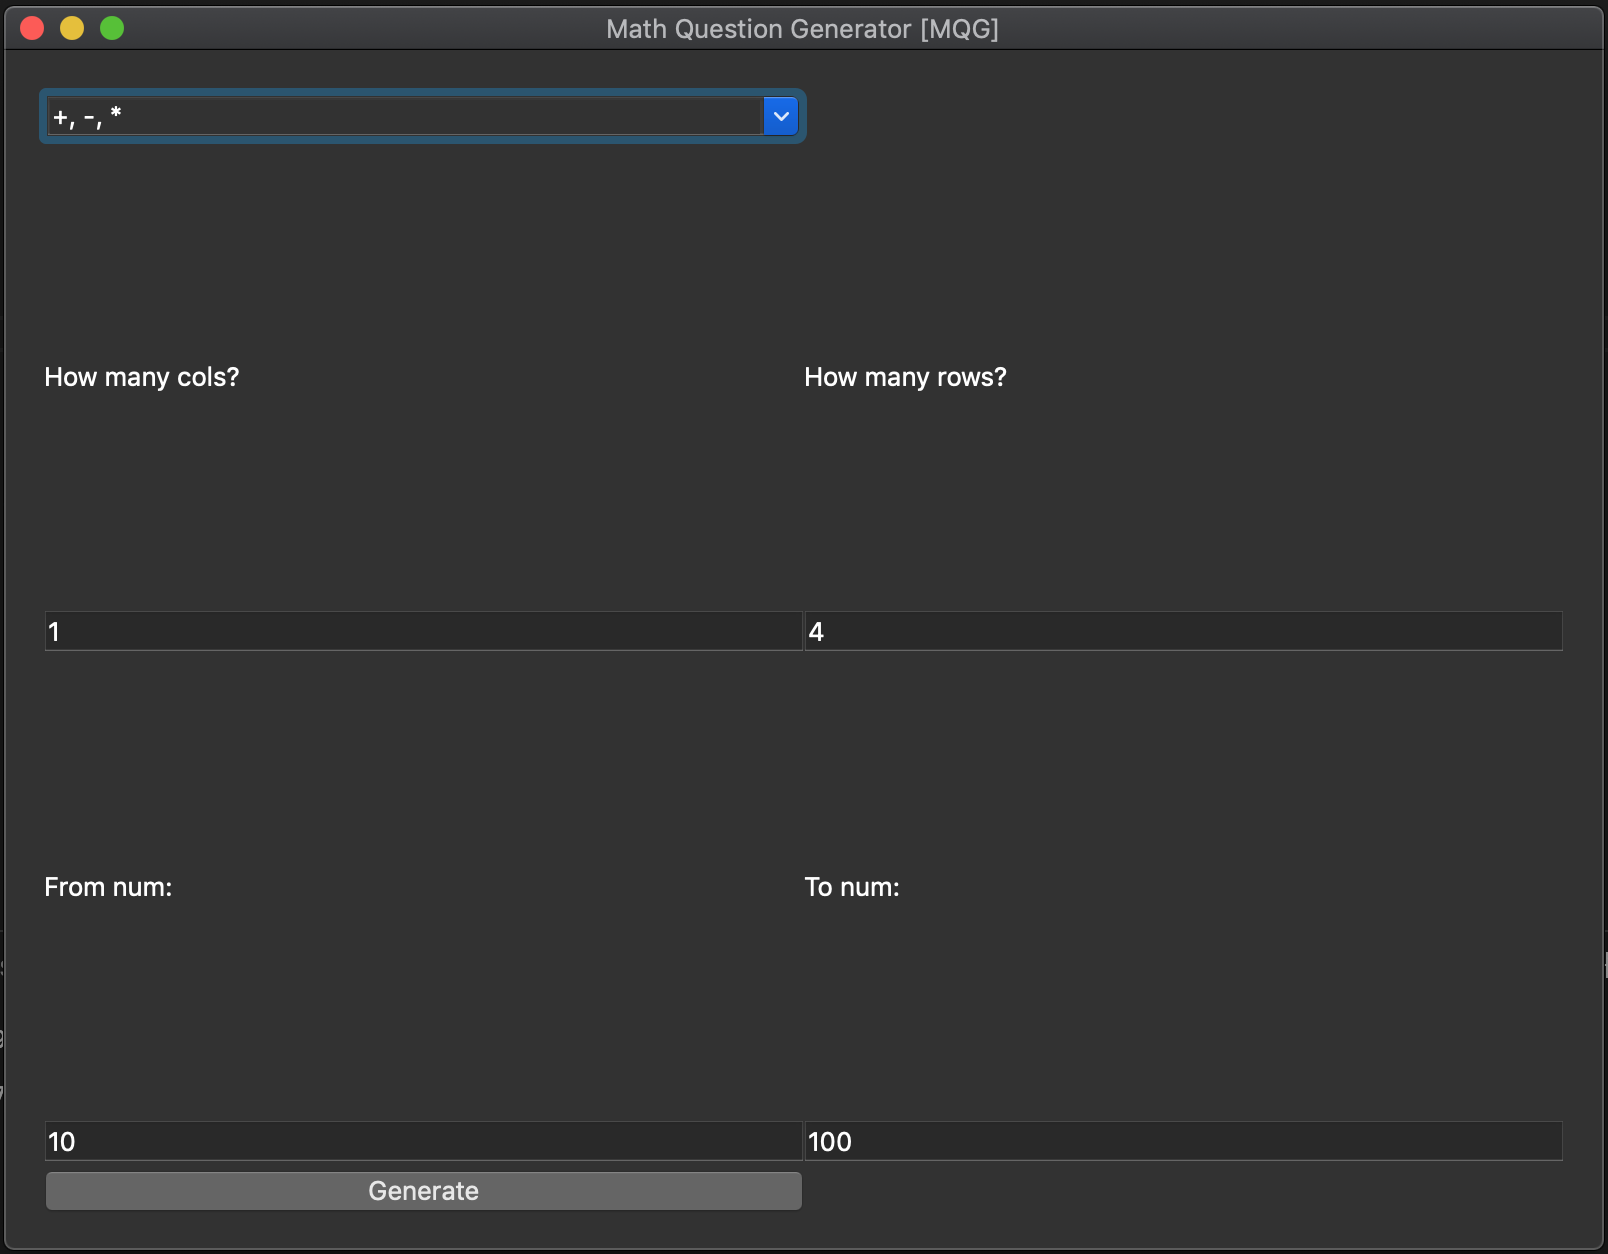 Math Question Generator [MQG]
+, -, *
How many cols? How many rows?
1 4
From num: To num:
10 100
Generate